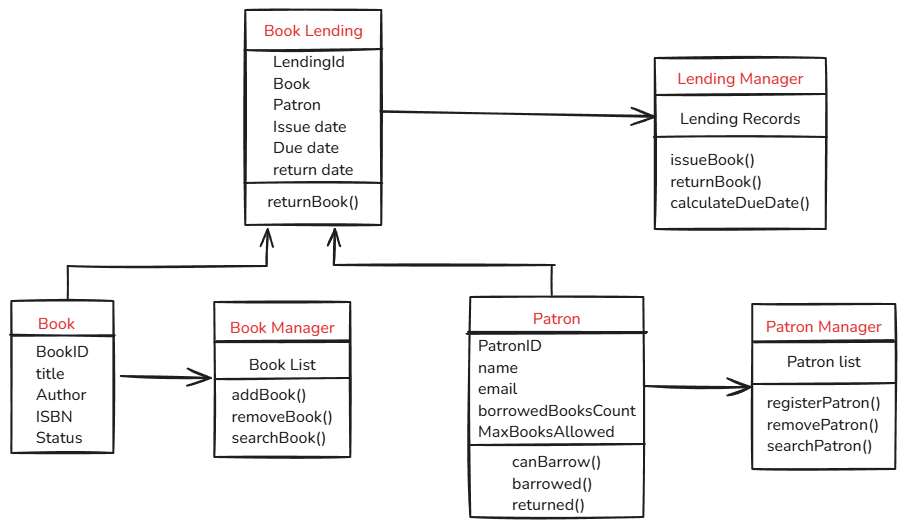 Book Lending
LendingId
Book
Patron
Issue date
Due date
return date
returnBook()
Lending Manager
Lending Records
issueBook()
returnBook()
calculateDueDate()
Book
BookID
title
Author
ISBN
Status
Book Manager
Book List
addBook()
removeBook()
searchBook()
Patron
PatronID
name
email
borrowedBooksCount
MaxBooksAllowed
canBarrow()
barrowed()
returned()
Patron Manager
Patron list
registerPatron()
removePatron()
searchPatron()